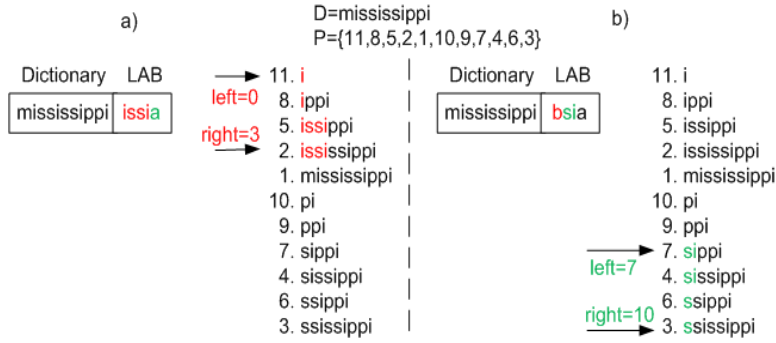 D=mississippi
P={11,8,5,2,1,10,9,7,4,6,3}
a)
Dictionary LAB
mississippi issia
left=0
right=3
11. i
8. ippi
5. issippi
2. ississippi
1. mississippi
10. pi
9. ppi
7. sippi
4. sissippi
6. ssippi
3. ssissippi
b)
Dictionary LAB
mississippi bsia
11. i
8. ippi
5. issippi
2. ississippi
1. mississippi
10. pi
9. ppi
7. sippi
left=7
4. sissippi
6. ssippi
right=10
3. ssissippi